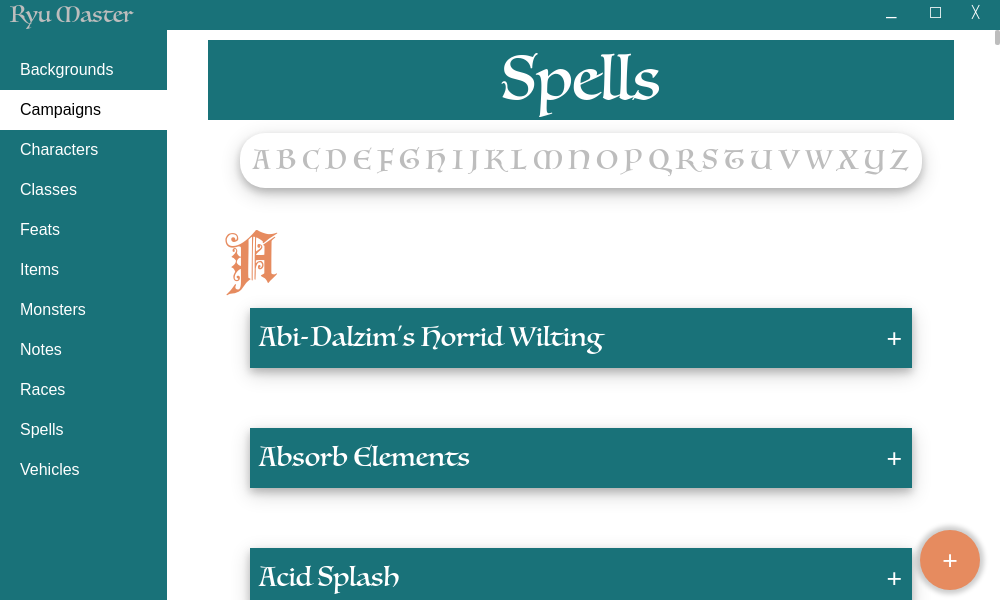 Ryu Master
Backgrounds
Campaigns
Characters
Classes
Feats
Items
Monsters
Notes
Races
Spells
Vehicles
Spells
A B C D E F G H I J K L M N O P Q R S T U V W X Y Z
A
Abi-Dalzim's Horrid Wilting +
Absorb Elements +
Acid Splash +
+